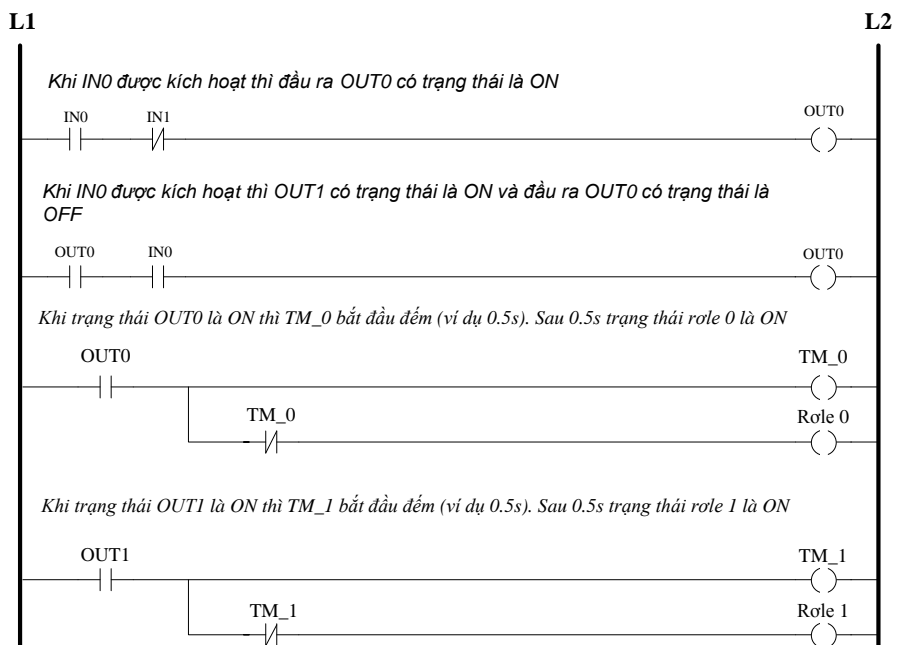 L1 L2
Khi IN0 được kích hoạt thì đầu ra OUT0 có trạng thái là ON
IN0 IN1 OUT0
Khi IN0 được kích hoạt thì OUT1 có trạng thái là ON và đầu ra OUT0 có trạng thái là
OFF
OUT0 IN0 OUT0
Khi trạng thái OUT0 là ON thì TM_0 bắt đầu đếm (ví dụ 0.5s). Sau 0.5s trạng thái rơle 0 là ON
OUT0 TM_0
TM_0 Rơle 0
Khi trạng thái OUT1 là ON thì TM_1 bắt đầu đếm (ví dụ 0.5s). Sau 0.5s trạng thái rơle 1 là ON
OUT1 TM_1
TM_1 Rơle 1